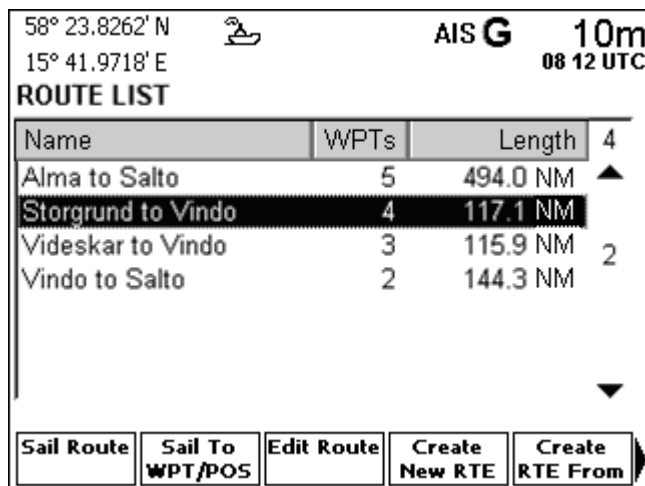 58° 23.8262' N AIS G 10m
15° 41.9718' E 08 12 UTC
ROUTE LIST
Name WPTs Length 4
Alma to Salto 5 494.0 NM
Storgrund to Vindo 4 117.1 NM
Videskar to Vindo 3 115.9 NM 2
Vindo to Salto 2 144.3 NM
Sail Route Sail To WPT/POS Edit Route Create New RTE Create RTE From